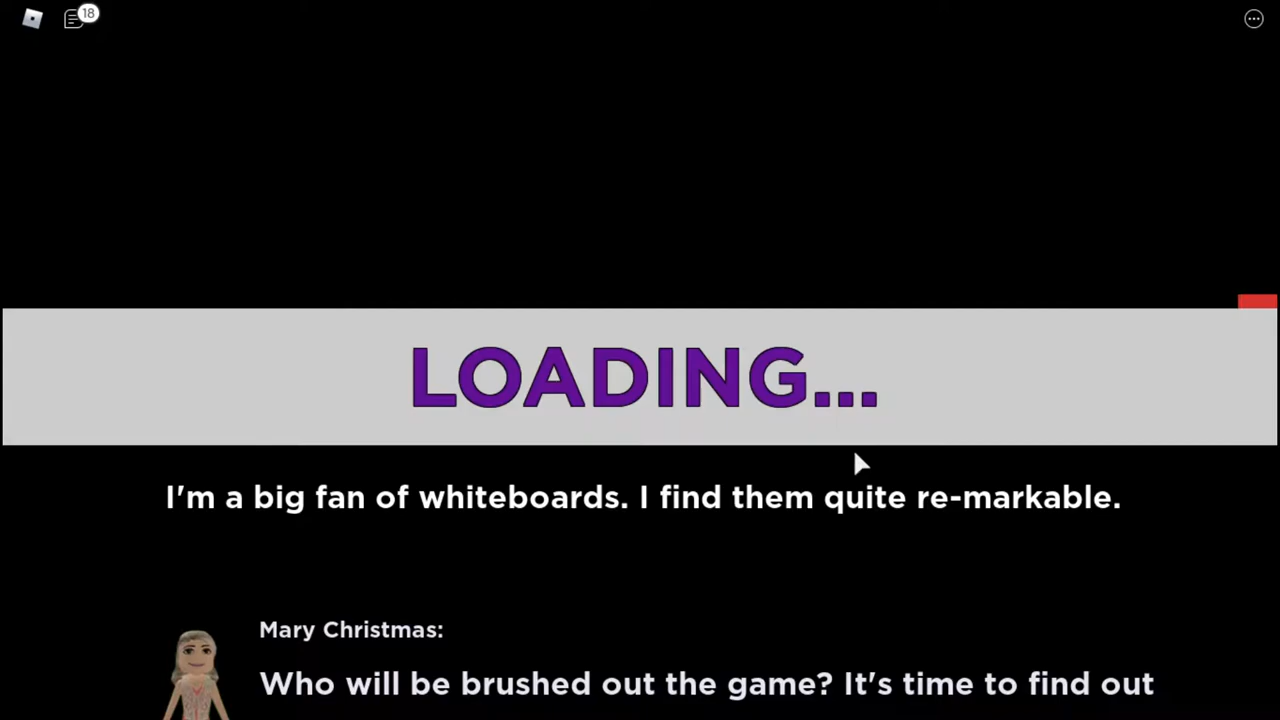 18
LOADING...
I'm a big fan of whiteboards. I find them quite re-markable.
Mary Christmas:
Who will be brushed out the game? It's time to find out